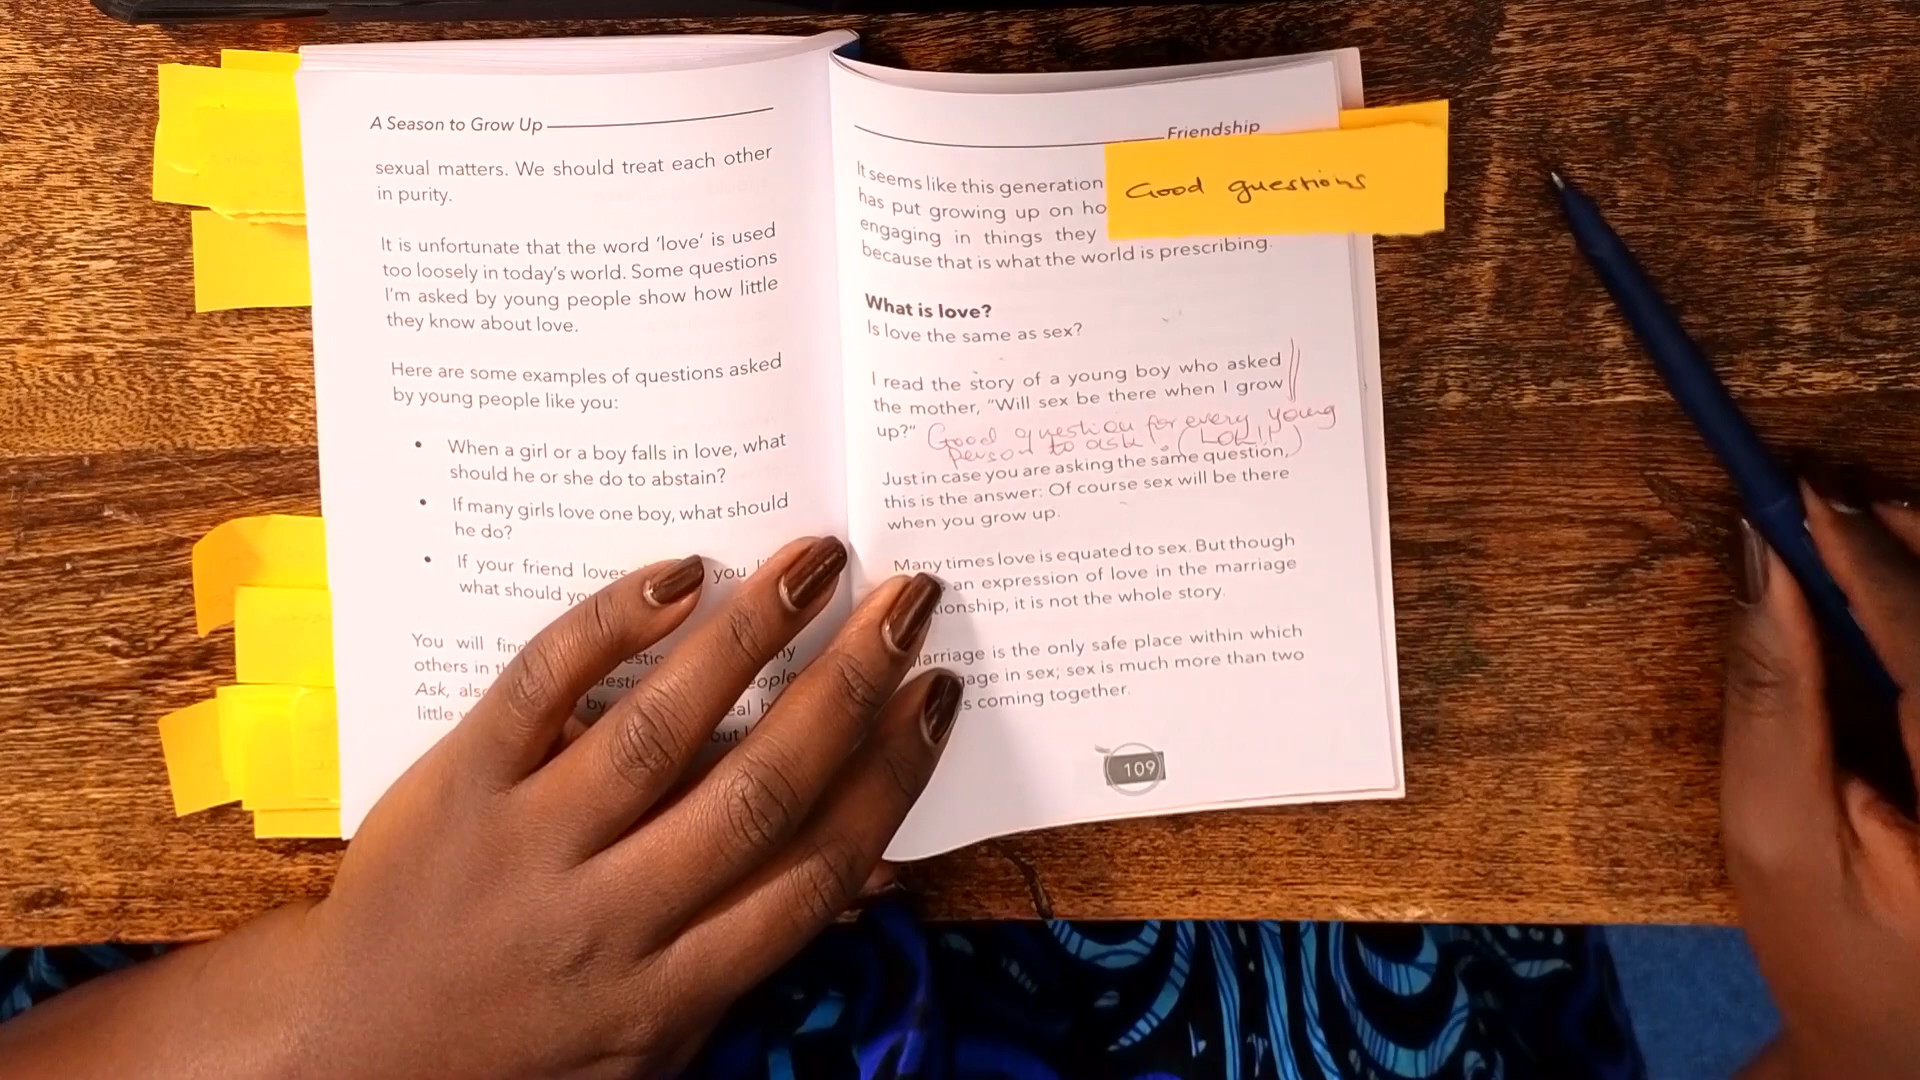 A Season to Grow Up
sexual matters. We should treat each other
in purity.
It is unfortunate that the word ‘love’ is used
too loosely in today’s world. Some questions
I’m asked by young people show how little
they know about love.
Here are some examples of questions asked
by young people like you:
• When a girl or a boy falls in love, what
should he or she do to abstain?
• If many girls love one boy, what should
he do?
• If your friend loves you
what should
You will
others in
Ask, also
little
by
Friendship
Good questions
It seems like this generation
has put growing up on
engaging in things they
because that is what the world is prescribing.
What is love?
Is love the same as sex?
I read the story of a young boy who asked
the mother, “Will sex be there when I grow
up?”
Good question for every young
person to ask! (LOL!!)
Just in case you are asking the same question,
this is the answer: Of course sex will be there
when you grow up.
Many times love is equated to sex. But though
an expression of love in the marriage
it is not the whole story.
Marriage is the only safe place within which
in sex; sex is much more than two
coming together.
109